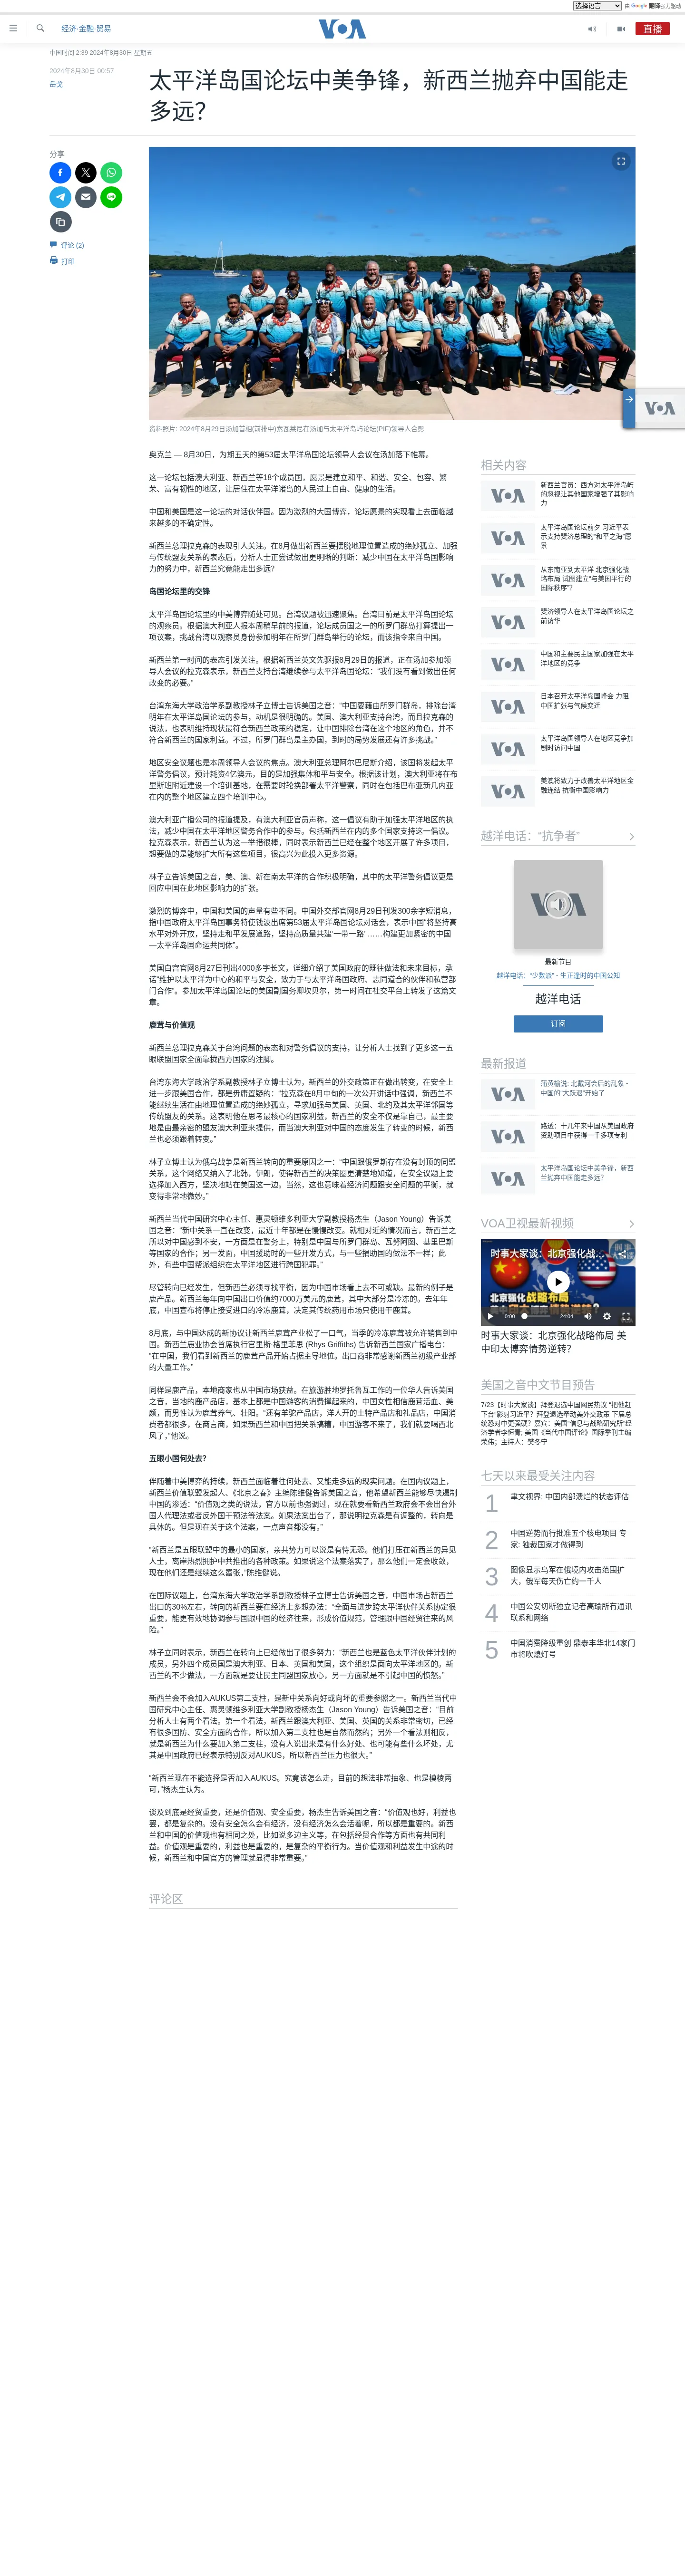 选择语言 由 Google 翻译强力驱动
经济·金融·贸易
VOA
直播
中国时间 2:39 2024年8月30日 星期五
2024年8月30日 00:57
岳戈
太平洋岛国论坛中美争锋，新西兰抛弃中国能走
多远？
分享
评论 (2)
打印
资料照片: 2024年8月29日汤加首相(前排中)索瓦莱尼在汤加与太平洋岛屿论坛(PIF)领导人合影
奥克兰 — 8月30日，为期五天的第53届太平洋岛国论坛领导人会议在汤加落下帷幕。
这一论坛包括澳大利亚、新西兰等18个成员国，愿景是建立和平、和谐、安全、包容、繁
荣、富有韧性的地区，让居住在太平洋诸岛的人民过上自由、健康的生活。
中国和美国是这一论坛的对话伙伴国。因为激烈的大国博弈，论坛愿景的实现看上去面临越
来越多的不确定性。
新西兰总理拉克森的表现引人关注。在8月做出新西兰要摆脱地理位置造成的绝妙孤立、加强
与传统盟友关系的表态后，分析人士正尝试做出更明晰的判断：减少中国在太平洋岛国影响
力的努力中，新西兰究竟能走出多远？
岛国论坛里的交锋
太平洋岛国论坛里的中美博弈随处可见。台湾议题被迅速聚焦。台湾目前是太平洋岛国论坛
的观察员。根据澳大利亚人报本周稍早前的报道，论坛成员国之一的所罗门群岛打算提出一
项议案，挑战台湾以观察员身份参加明年在所罗门群岛举行的论坛，而该指令来自中国。
新西兰第一时间的表态引发关注。根据新西兰英文先驱报8月29日的报道，正在汤加参加领
导人会议的拉克森表示，新西兰支持台湾继续参与太平洋岛国论坛：“我们没有看到做出任何
改变的必要。”
台湾东海大学政治学系副教授林子立博士告诉美国之音：“中国要藉由所罗门群岛，排除台湾
明年在太平洋岛国论坛的参与，动机是很明确的。美国、澳大利亚支持台湾，而且拉克森的
说法，也表明维持现状最符合新西兰政策的稳定，让中国排除台湾在这个地区的角色，并不
符合新西兰的国家利益。不过，所罗门群岛是主办国，到时的局势发展还有许多挑战。”
地区安全议题也是本周领导人会议的焦点。澳大利亚总理阿尔巴尼斯介绍，该国将发起太平
洋警务倡议，预计耗资4亿澳元，目的是加强集体和平与安全。根据该计划，澳大利亚将在布
里斯班附近建设一个培训基地，在需要时轮换部署太平洋警察，同时在包括巴布亚新几内亚
在内的整个地区建立四个培训中心。
澳大利亚广播公司的报道提及，有澳大利亚官员声称，这一倡议有助于加强太平洋地区的执
法，减少中国在太平洋地区警务合作中的参与。包括新西兰在内的多个国家支持这一倡议。
拉克森表示，新西兰认为这一举措很棒，同时表示新西兰已经在整个地区开展了许多项目，
想要做的是能够扩大所有这些项目，很高兴为此投入更多资源。
林子立告诉美国之音，美、澳、新在南太平洋的合作积极明确，其中的太平洋警务倡议更是
回应中国在此地区影响力的扩张。
激烈的博弈中，中国和美国的声量有些不同。中国外交部官网8月29日刊发300余字短消息，
指中国政府太平洋岛国事务特使钱波出席第53届太平洋岛国论坛对话会，表示中国“将坚持高
水平对外开放，坚持走和平发展道路，坚持高质量共建‘一带一路’ ……构建更加紧密的中国
—太平洋岛国命运共同体”。
美国白宫官网8月27日刊出4000多字长文，详细介绍了美国政府的既往做法和未来目标，承
诺“维护以太平洋为中心的和平与安全，致力于与太平洋岛国政府、志同道合的伙伴和私营部
门合作”。参加太平洋岛国论坛的美国副国务卿坎贝尔，第一时间在社交平台上转发了这篇文
章。
鹿茸与价值观
新西兰总理拉克森关于台湾问题的表态和对警务倡议的支持，让分析人士找到了更多这一五
眼联盟国家全面靠拢西方国家的注脚。
台湾东海大学政治学系副教授林子立博士认为，新西兰的外交政策正在做出转变，在安全上
进一步跟美国合作，都是毋庸置疑的：“拉克森在8月中旬的一次公开讲话中强调，新西兰不
能继续生活在由地理位置造成的绝妙孤立，寻求加强与美国、英国、北约及其太平洋邻国等
传统盟友的关系。这表明他在思考最核心的国家利益，新西兰的安全不仅是靠自己，最主要
地是由最亲密的盟友澳大利亚来提供，而当澳大利亚对中国的态度发生了转变的时候，新西
兰也必须跟着转变。”
林子立博士认为俄乌战争是新西兰转向的重要原因之一：“中国跟俄罗斯存在没有封顶的同盟
关系，这个网络又纳入了北韩，伊朗，使得新西兰的决策圈更清楚地知道，在安全议题上要
选择加入西方，坚决地站在美国这一边。当然，这也意味着经济问题跟安全问题的平衡，就
变得非常地微妙。”
新西兰当代中国研究中心主任、惠灵顿维多利亚大学副教授杨杰生（Jason Young）告诉美
国之音：“新中关系一直在改变，最近十年都是在慢慢恶化。中国与新西兰相对近的情况而言，新西兰之
所以对中国感到不安，一方面是在警务上，特别是中国与所罗门群岛、瓦努阿图、基里巴斯
等国家的合作；另一发面，中国援助时的一些开发方式，与一些捐助国的做法不一样；此
外，有些中国帮派组织在太平洋地区进行跨国犯罪。”
尽管转向已经发生，但新西兰必须寻找平衡，因为中国市场看上去不可或缺。最新的例子是
鹿产品。新西兰每年向中国出口价值约7000万美元的鹿茸，其中大部分是冷冻的。去年年
底，中国宣布将停止接受进口的冷冻鹿茸，决定其传统药用市场只使用干鹿茸。
8月底，与中国达成的新协议让新西兰鹿茸产业松了一口气，当季的冷冻鹿茸被允许销售到中
国。新西兰鹿业协会首席执行官里斯·格里菲思 (Rhys Griffiths) 告诉新西兰国家广播电台：
“在中国，我们看到新西兰的鹿茸产品开始占据主导地位。出口商非常感谢新西兰初级产业部
的大量工作。”
同样是鹿产品，本地商家也从中国市场获益。在旅游胜地罗托鲁瓦工作的一位华人告诉美国
之音，当地的鹿产品店，基本上都是中国游客的消费撑起来的，中国女性相信鹿茸活血、美
颜，而男性认为鹿茸养气、壮阳。“还有羊驼产品店，洋人开的土特产品店和礼品店，中国消
费者都很多，在商言商，如果新西兰和中国把关系搞糟，中国游客不来了，我们就要喝西北
风了，”他说。
五眼小国何处去？
伴随着中美博弈的持续，新西兰面临着往何处去、又能走多远的现实问题。在国内议题上，
新西兰价值联盟发起人、《北京之春》主编陈维健告诉美国之音，他希望新西兰能够尽快遏制
中国的渗透：“价值观之类的说法，官方以前也强调过，现在就要看新西兰政府会不会出台外
国人代理法或者反外国干预法等法案。如果法案出台了，那说明拉克森是有调整的，转向是
具体的。但是现在关于这个法案，一点声音都没有。”
“新西兰是五眼联盟中的最小的国家，亲共势力可以说是有恃无恐。他们打压在新西兰的异见
人士，离岸热烈拥护中共推出的各种政策。如果说这个法案落实了，那么他们一定会收敛，
现在他们还是继续这么嚣张，”陈维健说。
在国际议题上，台湾东海大学政治学系副教授林子立博士告诉美国之音，中国市场占新西兰
出口的30%左右，转向的新西兰要在经济上多想办法：“全面与进步跨太平洋伙伴关系协定很
重要，能更有效地协调参与国跟中国的经济往来，形成价值规范，管理跟中国经贸往来的风
险。”
林子立同时表示，新西兰在转向上已经做出了很多努力：“新西兰也是蓝色太平洋伙伴计划的
成员，另外四个成员国是澳大利亚、日本、英国和美国，这个组织是面向太平洋地区的。新
西兰的不少做法，一方面就是要让民主同盟国家放心，另一方面就是不引起中国的愤怒。”
新西兰会不会加入AUKUS第二支柱，是新中关系向好或向坏的重要参照之一。新西兰当代中
国研究中心主任、惠灵顿维多利亚大学副教授杨杰生（Jason Young）告诉美国之音：“目前
分析人士有两个看法。第一个看法，新西兰跟澳大利亚、美国、英国的关系非常密切，已经
有很多国防、安全方面的合作，所以加入第二支柱也是自然而然的；另外一个看法则相反，
就是新西兰为什么要加入第二支柱，没有人说出来是有什么好处、也可能有些什么坏处，尤
其是中国政府已经表示特别反对AUKUS，所以新西兰压力也很大。”
“新西兰现在不能选择是否加入AUKUS。究竟该怎么走，目前的想法非常抽象、也是模棱两
可，”杨杰生认为。
谈及到底是经贸重要，还是价值观、安全重要，杨杰生告诉美国之音：“价值观也好，利益也
罢，都是复杂的。没有安全怎么会有经济，没有经济怎么会活着呢，所以都是重要的。新西
兰和中国的价值观也有相同之处，比如说多边主义等，在包括经贸合作等方面也有共同利
益。价值观是重要的，利益也是重要的，是复杂的平衡行为。当价值观和利益发生中途的时
候，新西兰和中国官方的管理就显得非常重要。”
评论区
相关内容
新西兰官员：西方对太平洋岛屿
的忽视让其他国家增强了其影响
力
太平洋岛国论坛前夕 习近平表
示支持斐济总理的“和平之海”愿
景
从东南亚到太平洋 北京强化战
略布局 试图建立“与美国平行的
国际秩序”？
斐济领导人在太平洋岛国论坛之
前访华
中国和主要民主国家加强在太平
洋地区的竞争
日本召开太平洋岛国峰会 力阻
中国扩张与气候变迁
太平洋岛国领导人在地区竞争加
剧时访问中国
美澳将致力于改善太平洋地区金
融连结 抗衡中国影响力
越洋电话：“抗争者”
最新节目
越洋电话：“少数派” - 生正逢时的中国公知
越洋电话
订阅
最新报道
蒲黄榆说: 北戴河会后的乱象 -
中国的“大跃退”开始了
路透：十几年来中国从美国政府
资助项目中获得一千多项专利
太平洋岛国论坛中美争锋，新西
兰抛弃中国能走多远？
VOA卫视最新视频
时事大家谈：北京强化战...
北京强化战略布局
0:00 24:04
时事大家谈：北京强化战略佈局 美
中印太博弈情势逆转？
美国之音中文节目预告
7/23【时事大家谈】拜登退选中国网民热议 “把他赶
下台”影射习近平？拜登退选牵动美外交政策 下届总
统恐对中更强硬？嘉宾：美国“信息与战略研究所”经
济学者李恒青; 美国《当代中国评论》国际季刊主编
荣伟；主持人：樊冬宁
七天以来最受关注内容
1 聿文视界: 中国内部溃烂的状态评估
2 中国逆势而行批准五个核电项目 专
家: 独裁国家才做得到
3 图像显示乌军在俄境内攻击范围扩
大，俄军每天伤亡约一千人
4 中国公安切断独立记者高瑜所有通讯
联系和网络
5 中国消费降级重创 鼎泰丰华北14家门
市将吹熄灯号